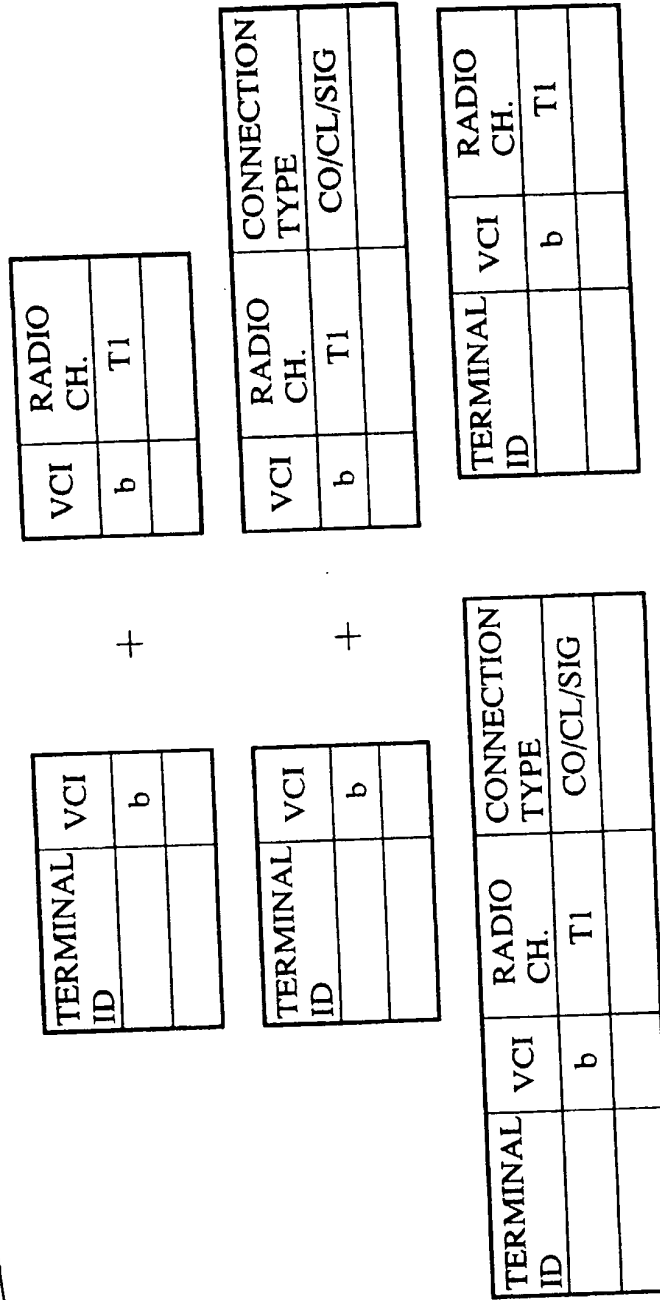 TERMINAL ID VCI
b
+
VCI RADIO CH.
b T1
TERMINAL ID VCI
b
+
VCI RADIO CH. CONNECTION TYPE
b T1 CO/CL/SIG
TERMINAL ID VCI RADIO CH. CONNECTION TYPE
b T1 CO/CL/SIG
TERMINAL ID VCI RADIO CH.
b T1